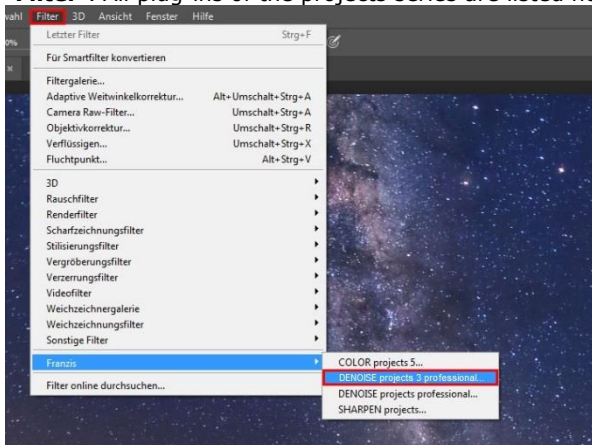 Filter 3D Ansicht Fenster Hilfe
Letzter Filter Strg+F
Für Smartfilter konvertieren
Filtergalerie...
Adaptive Weitwinkelkorrektur... Alt+Umschalt+Strg+A
Camera Raw-Filter... Umschalt+Strg+A
Objektivkorrektur... Umschalt+Strg+R
Verflüssigen... Umschalt+Strg+X
Fluchtpunkt... Alt+Strg+V
3D
Rauschfilter
Renderfilter
Scharfzeichnungsfilter
Stilisierungsfilter
Vergröberungsfilter
Verzerrungsfilter
Videofilter
Weichzeichnergalerie
Weichzeichnungsfilter
Sonstige Filter
Franzis
COLOR projects 5...
DENOISE projects 3 professional...
DENOISE projects professional...
SHARPEN projects...
Filter online durchsuchen...